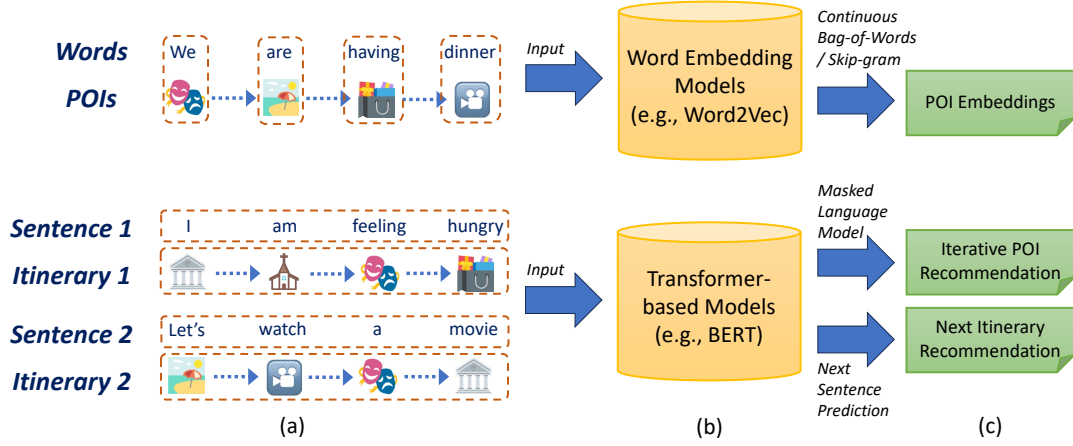 Words
We are having dinner
POIs
Input
Word Embedding
Models
(e.g., Word2Vec)
Continuous
Bag-of-Words
/ Skip-gram
POI Embeddings
Sentence 1
I am feeling hungry
Itinerary 1
Sentence 2
Let's watch a movie
Itinerary 2
Input
Transformer-
based Models
(e.g., BERT)
Masked
Language
Model
Iterative POI
Recommendation
Next
Sentence
Prediction
Next Itinerary
Recommendation
(a)
(b)
(c)